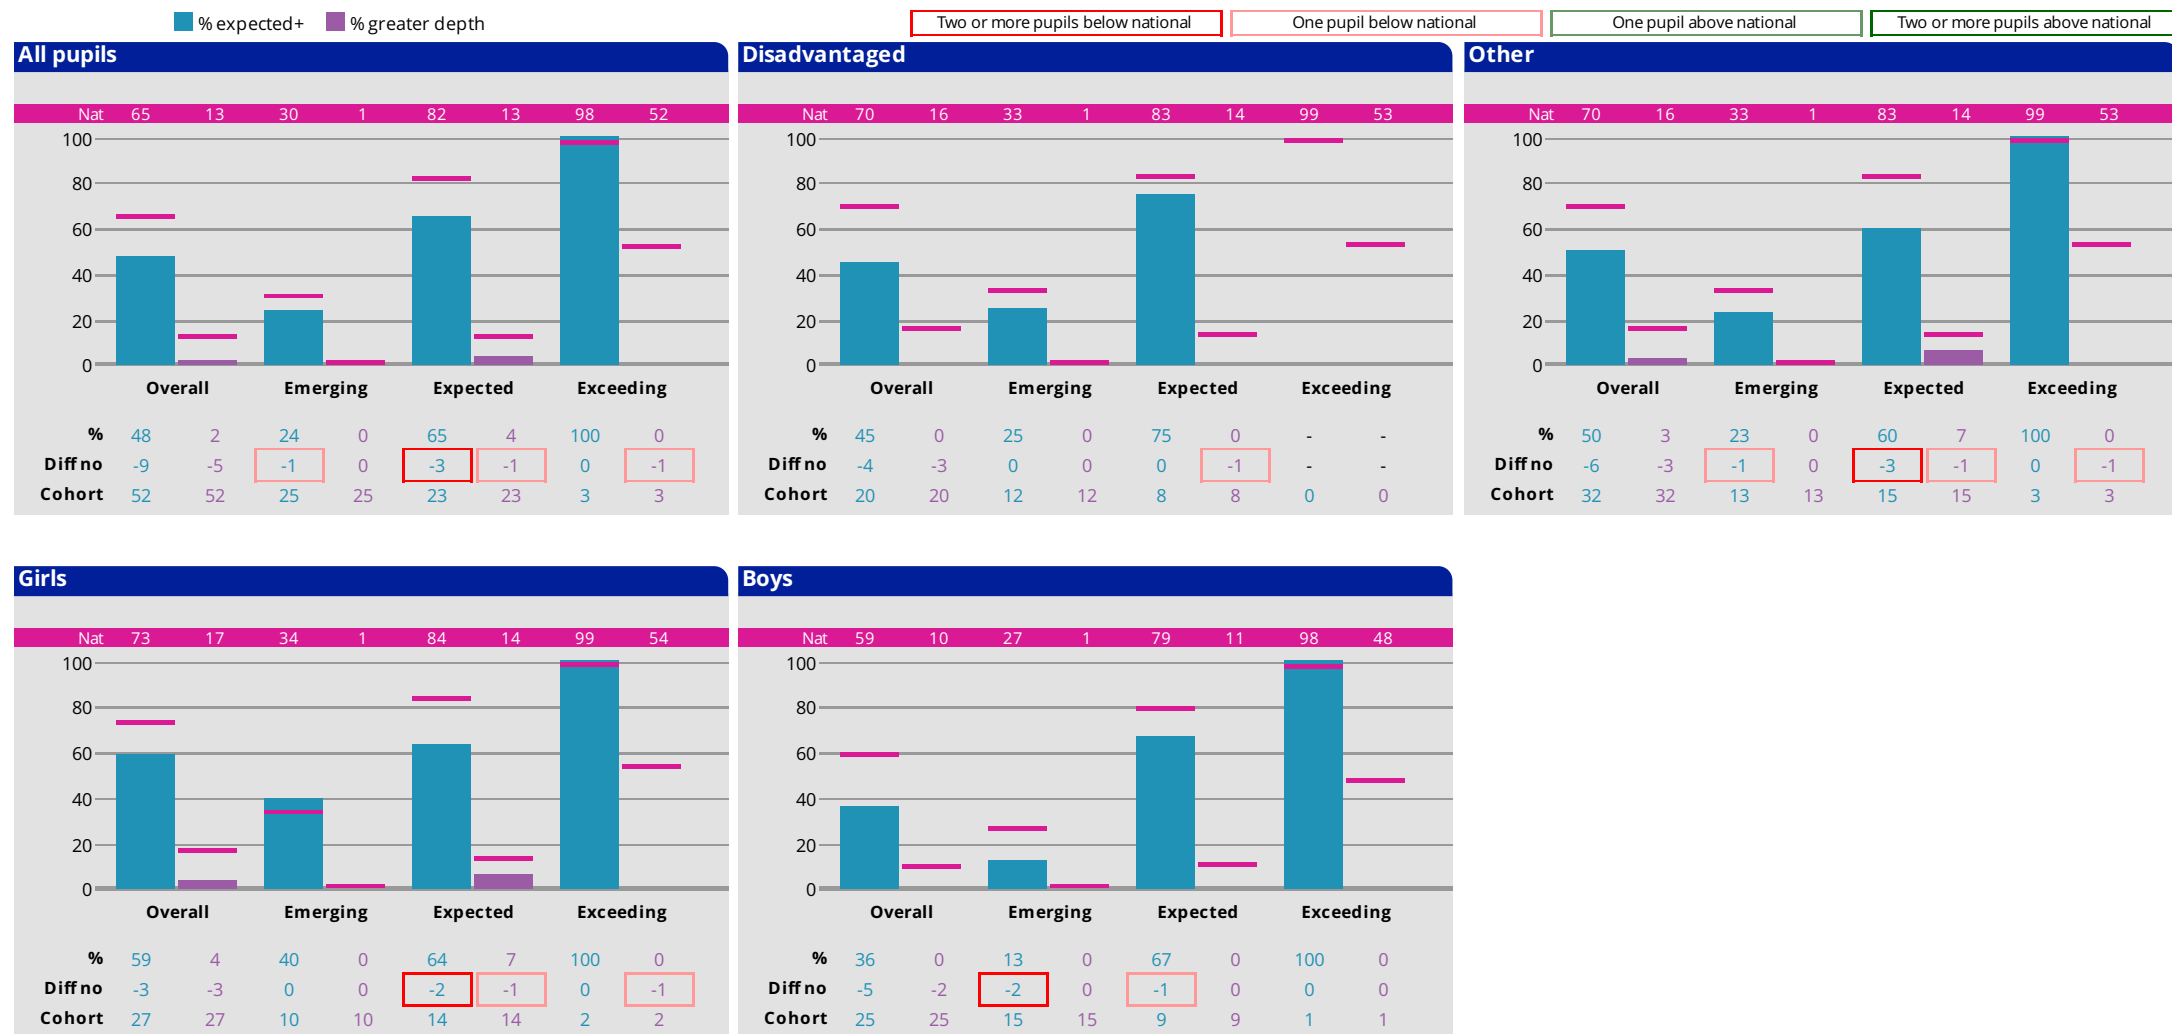 % expected+ % greater depth
Two or more pupils below national One pupil below national One pupil above national Two or more pupils above national
All pupils
Nat 65 13 30 1 82 13 98 52
100
80
60
40
20
0
Overall Emerging Expected Exceeding
% 48 2 24 0 65 4 100 0
Diff no -9 -5 -1 0 -3 -1 0 -1
Cohort 52 52 25 25 23 23 3 3
Disadvantaged
Nat 70 16 33 1 83 14 99 53
100
80
60
40
20
0
Overall Emerging Expected Exceeding
% 45 0 25 0 75 0 - -
Diff no -4 -3 0 0 0 -1 - -
Cohort 20 20 12 12 8 8 0 0
Other
Nat 70 16 33 1 83 14 99 53
100
80
60
40
20
0
Overall Emerging Expected Exceeding
% 50 3 23 0 60 7 100 0
Diff no -6 -3 -1 0 -3 -1 0 -1
Cohort 32 32 13 13 15 15 3 3
Girls
Nat 73 17 34 1 84 14 99 54
100
80
60
40
20
0
Overall Emerging Expected Exceeding
% 59 4 40 0 64 7 100 0
Diff no -3 -3 0 0 -2 -1 0 -1
Cohort 27 27 10 10 14 14 2 2
Boys
Nat 59 10 27 1 79 11 98 48
100
80
60
40
20
0
Overall Emerging Expected Exceeding
% 36 0 13 0 67 0 100 0
Diff no -5 -2 -2 0 -1 0 0 0
Cohort 25 25 15 15 9 9 1 1